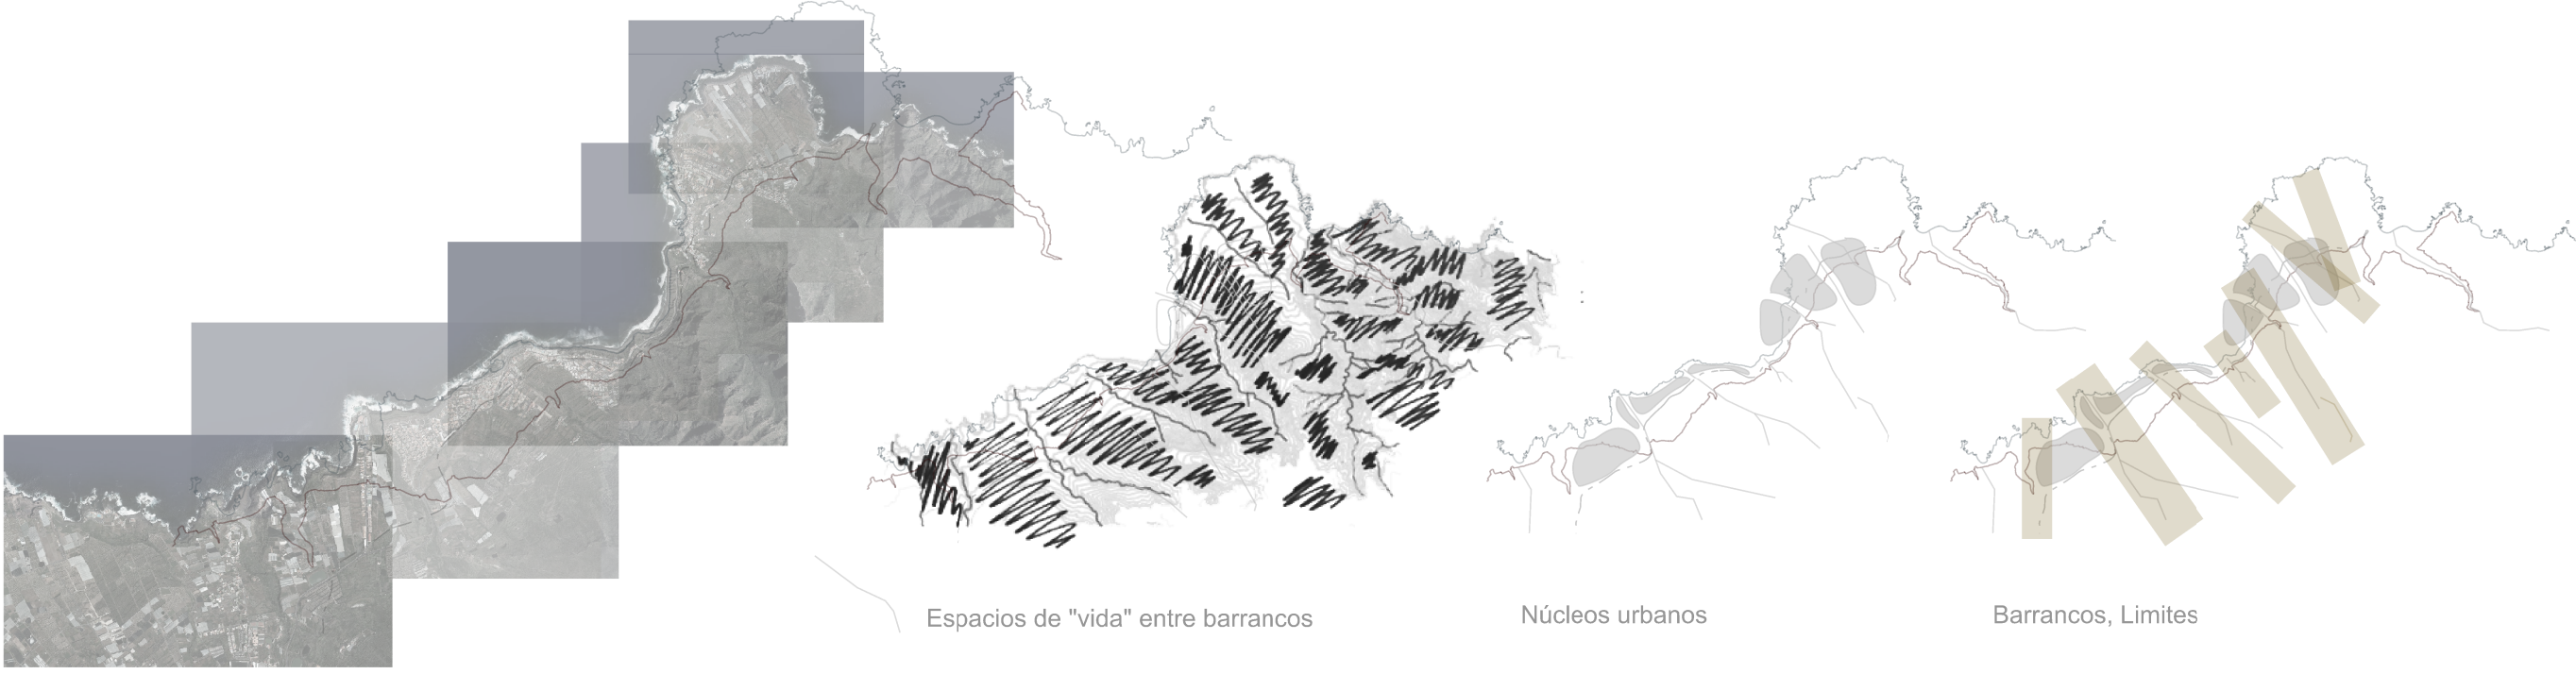 Espacios de "vida" entre barrancos
Núcleos urbanos
Barrancos, Limites